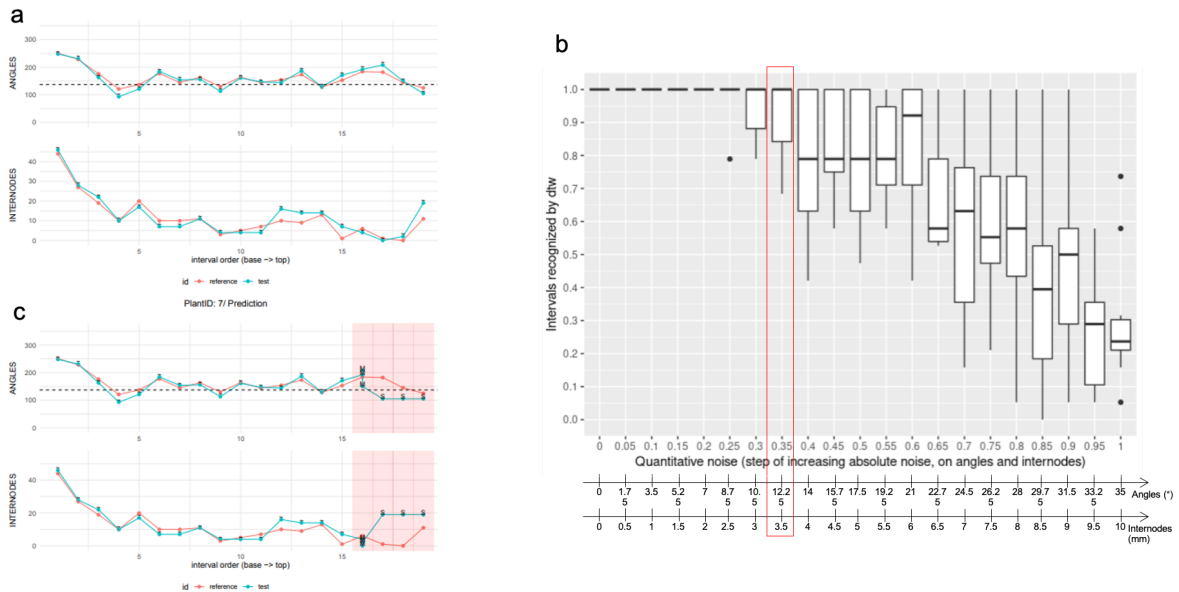 a
300
200
100
0
ANGLES
5
10
15
40
30
20
10
0
INTERNODES
5
10
15
interval order (base -> top)
id reference test
PlantID: 7/ Prediction
c
300
200
100
0
ANGLES
5
10
15
40
30
20
10
0
INTERNODES
S S S
S S S
5
10
15
interval order (base -> top)
id reference test
b
Intervals recognized by dtw
1.0
0.9
0.8
0.7
0.6
0.5
0.4
0.3
0.2
0.1
0.0
0 0.05 0.1 0.15 0.2 0.25 0.3 0.35 0.4 0.45 0.5 0.55 0.6 0.65 0.7 0.75 0.8 0.85 0.9 0.95 1
Quantitative noise (step of increasing absolute noise, on angles and internodes)
0 1.7 3.5 5.2 7 8.7 10. 12.2 14 15.7 17.5 19.2 21 22.7 24.5 26.2 28 29.7 31.5 33.2 35 Angles (°)
5 5 5 5 5 5 5 5 5 5 5
0 0.5 1 1.5 2 2.5 3 3.5 4 4.5 5 5.5 6 6.5 7 7.5 8 8.5 9 9.5 10 Internodes
(mm)